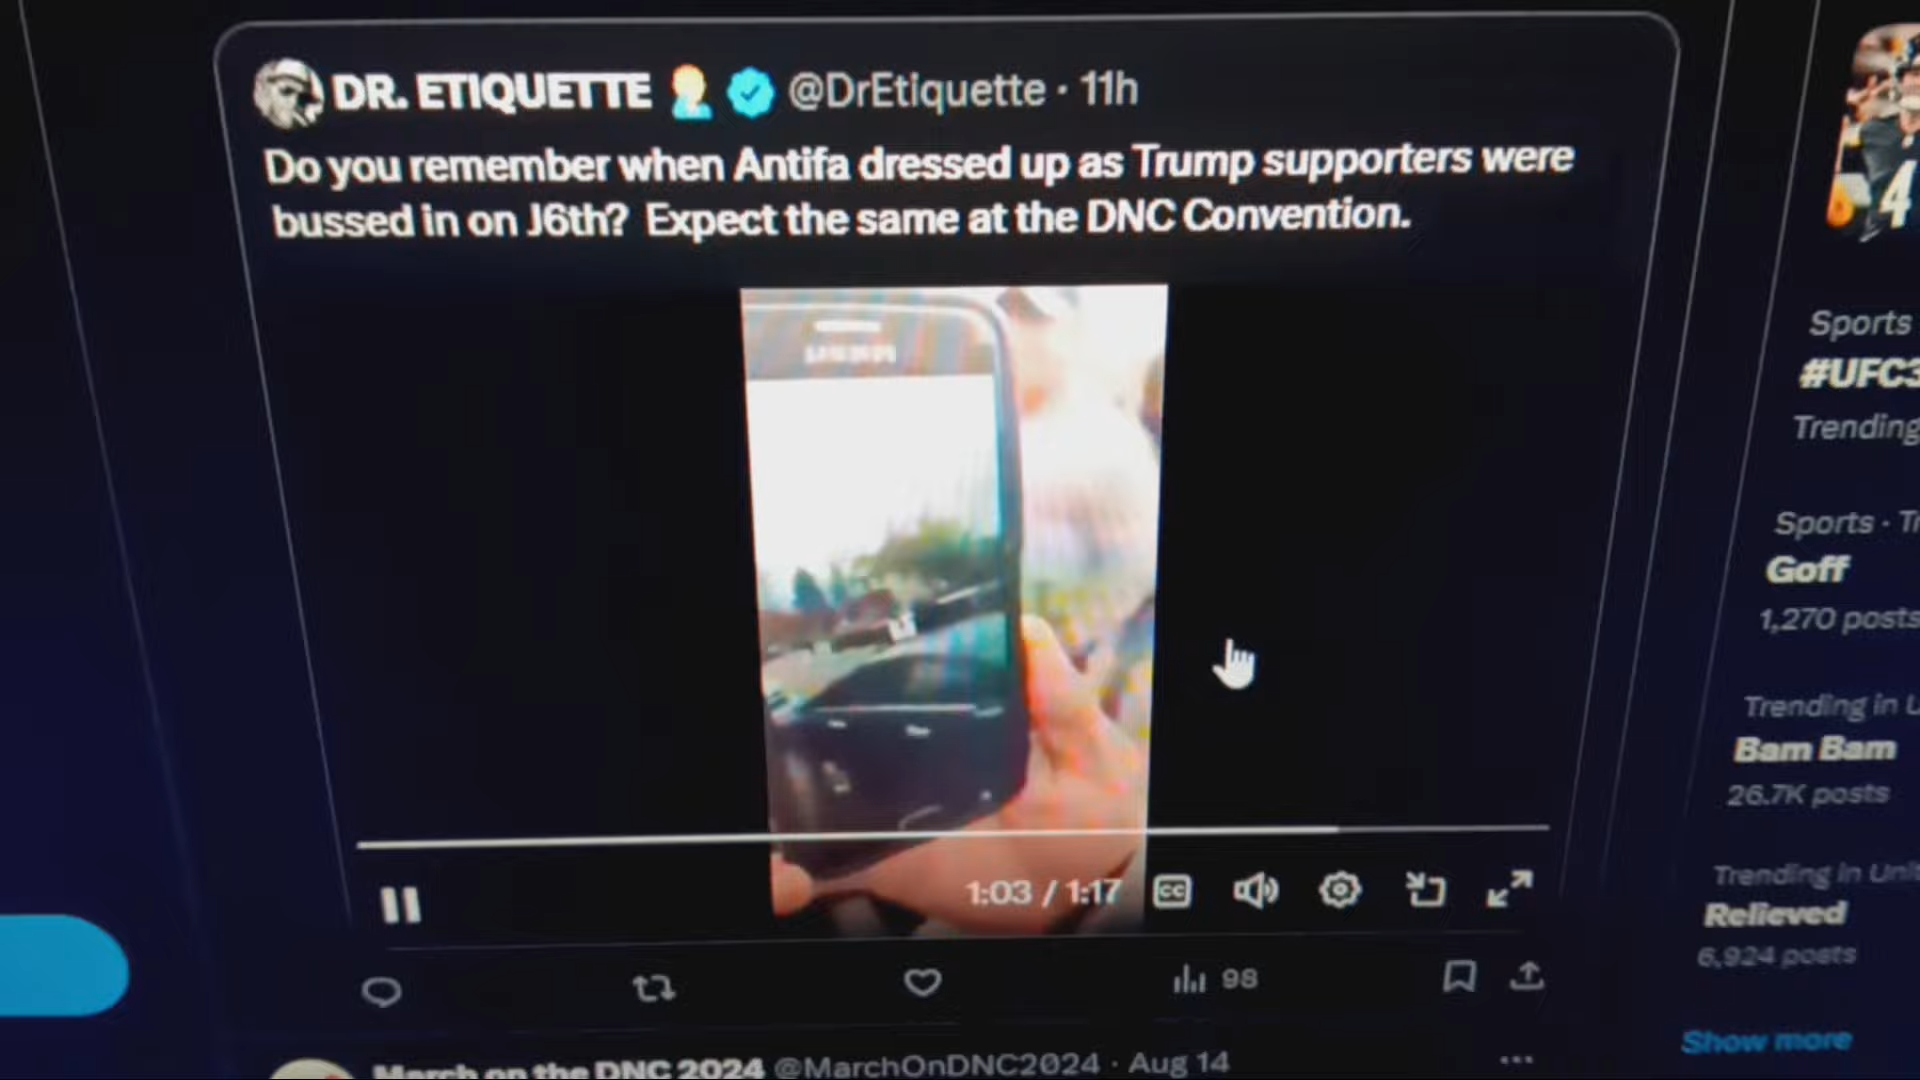 DR. ETIQUETTE @DrEtiquette · 11h
Do you remember when Antifa dressed up as Trump supporters were
bussed in on J6th? Expect the same at the DNC Convention.
1:03 / 1:17
CC
98
March on the DNC 2024 @MarchOnDNC2024 · Aug 14
4
Sports
#UFC3
Trending
Sports · Tr
Goff
1,270 posts
Trending in U
Bam Bam
26.7K posts
Trending in Unit
Relieved
6,924 posts
Show more